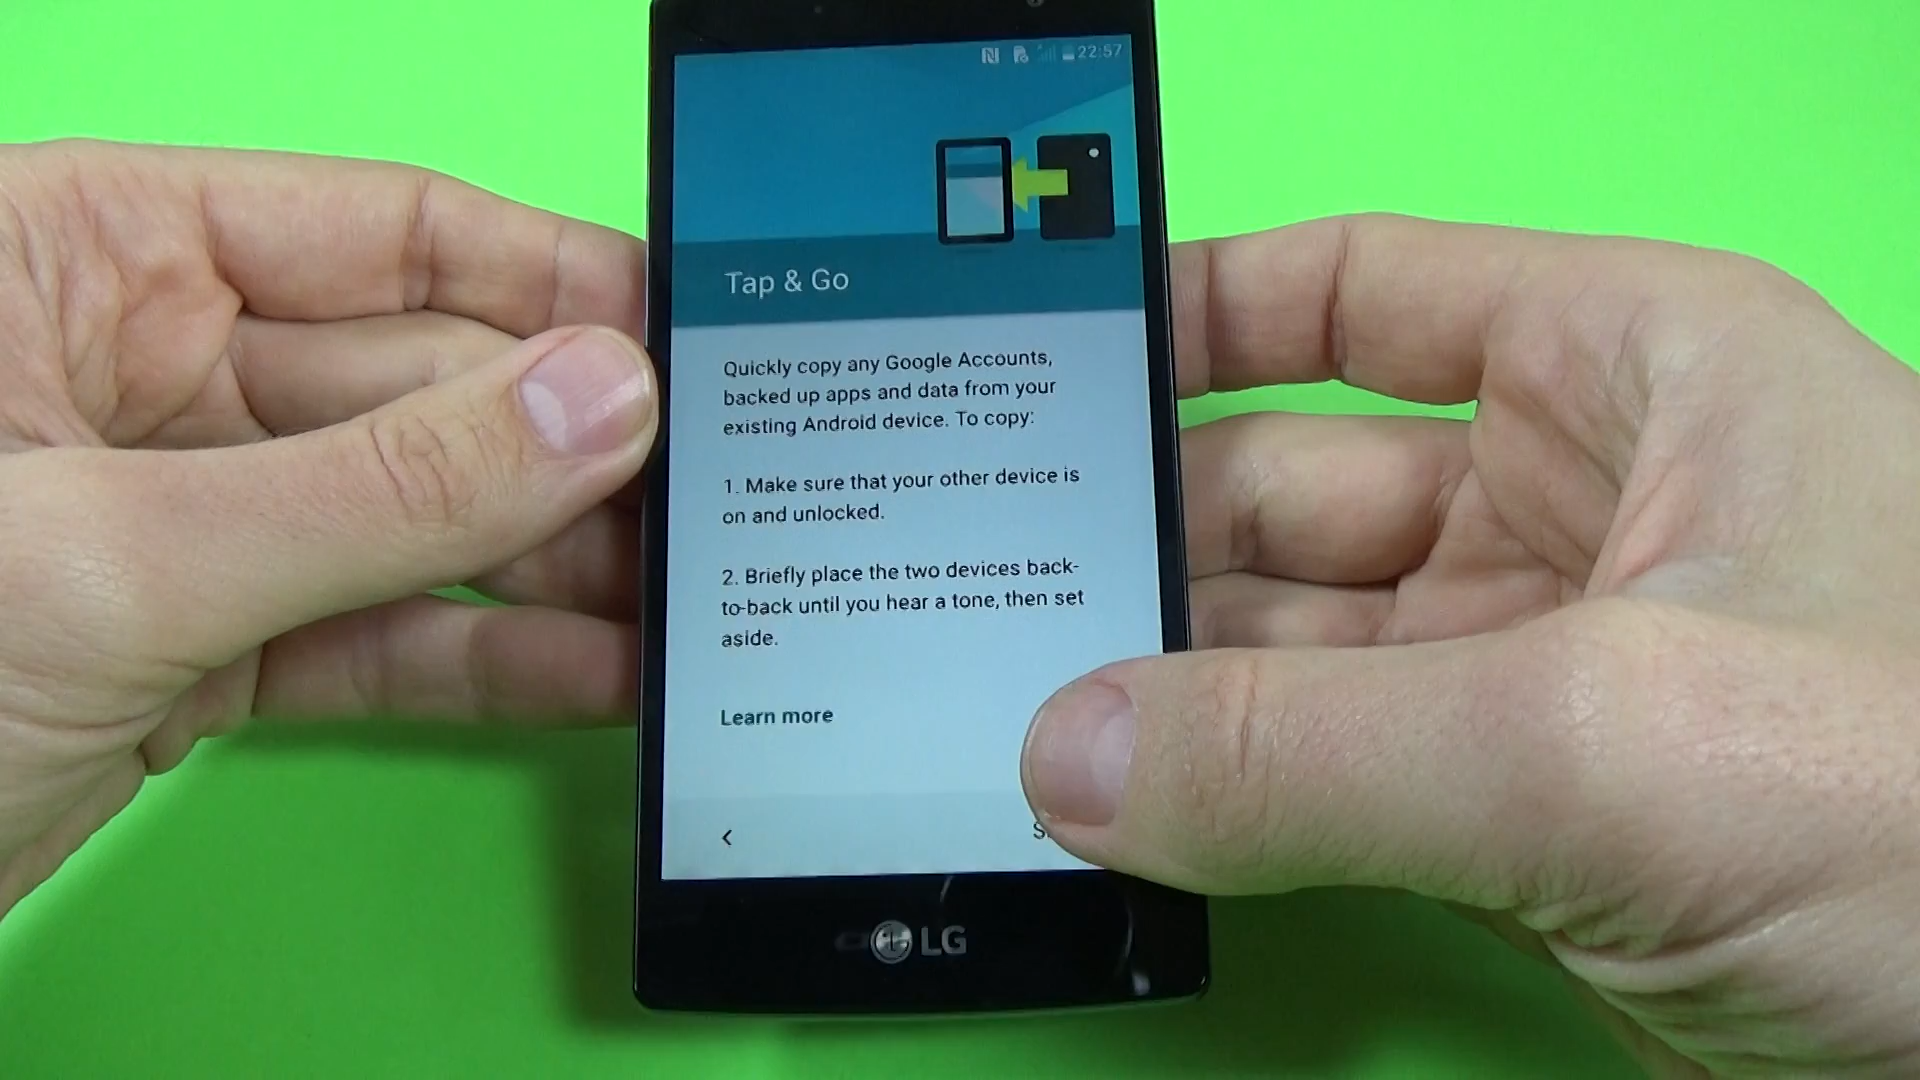 22:57
Tap & Go
Quickly copy any Google Accounts,
backed up apps and data from your
existing Android device. To copy:
1. Make sure that your other device is
on and unlocked.
2. Briefly place the two devices back-
to-back until you hear a tone, then set
aside.
Learn more
LG